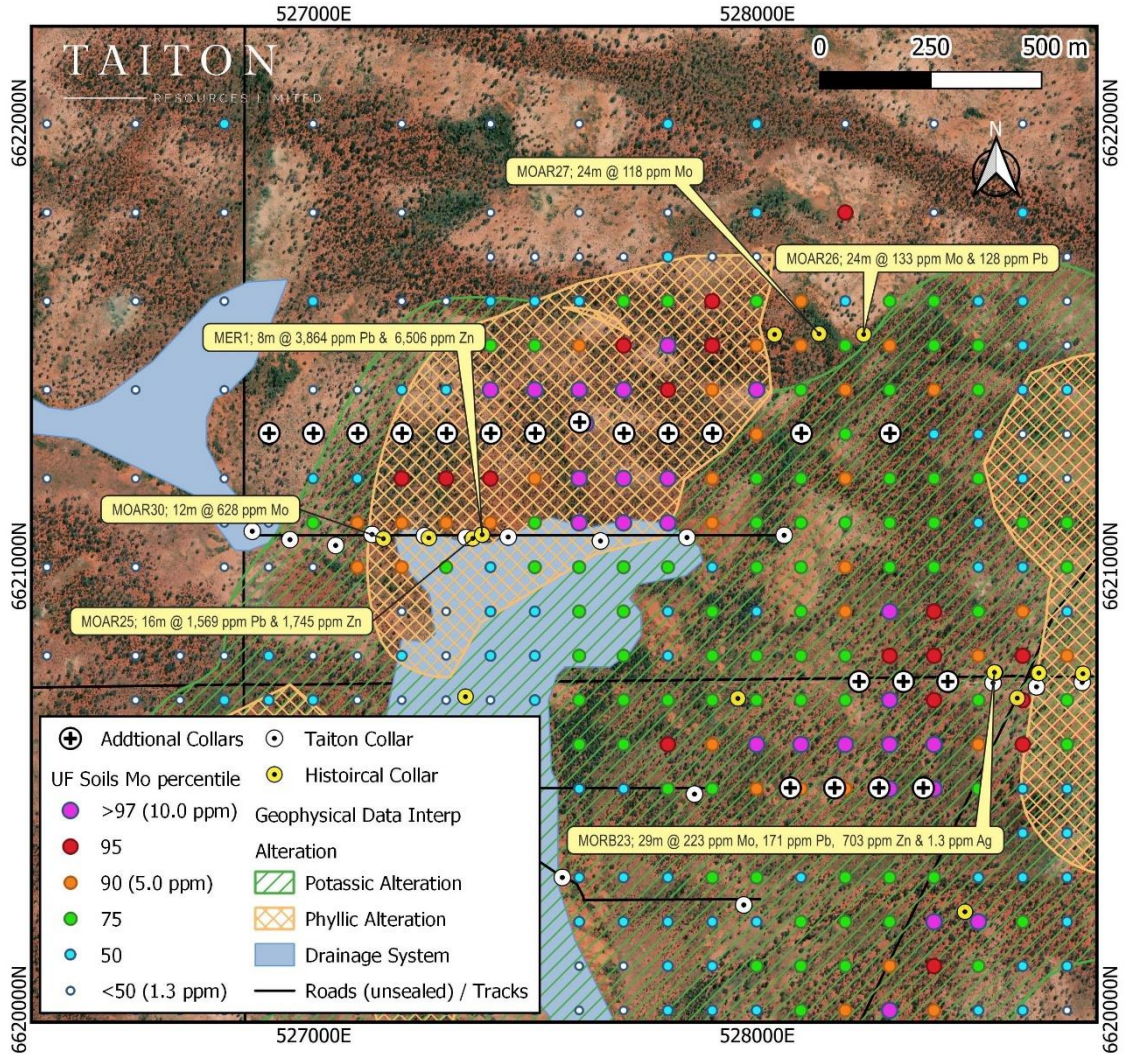 527000E
528000E
TAITON
RESOURCES LIMITED
0
250
500 m
6622000N
6622000N
N
MOAR27; 24m @ 118 ppm Mo
MOAR26; 24m @ 133 ppm Mo & 128 ppm Pb
MER1; 8m @ 3,864 ppm Pb & 6,506 ppm Zn
MOAR30; 12m @ 628 ppm Mo
6621000N
6621000N
MOAR25; 16m @ 1,569 ppm Pb & 1,745 ppm Zn
MORB23; 29m @ 223 ppm Mo, 171 ppm Pb, 703 ppm Zn & 1.3 ppm Ag
Addtional Collars
Taiton Collar
UF Soils Mo percentile
Histoircal Collar
>97 (10.0 ppm)
Geophysical Data Interp
95
Alteration
90 (5.0 ppm)
Potassic Alteration
75
Phyllic Alteration
50
Drainage System
<50 (1.3 ppm)
Roads (unsealed) / Tracks
6620000N
6620000N
527000E
528000E